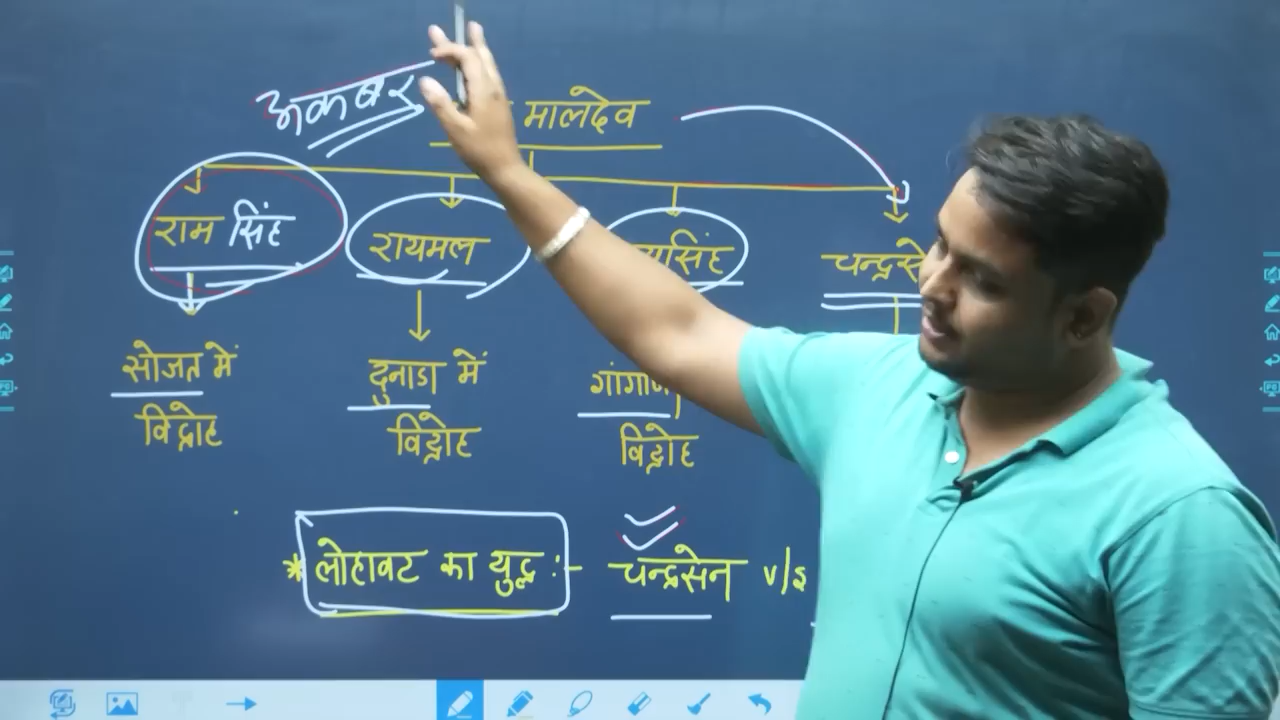 अकबर
मालदेव
राम सिंह रायमल चन्द्रसे
सोजत में दुनाडा में
विद्रोह विद्रोह विद्रोह
* लोहावट का युद्ध :- चन्द्रसेन v/s